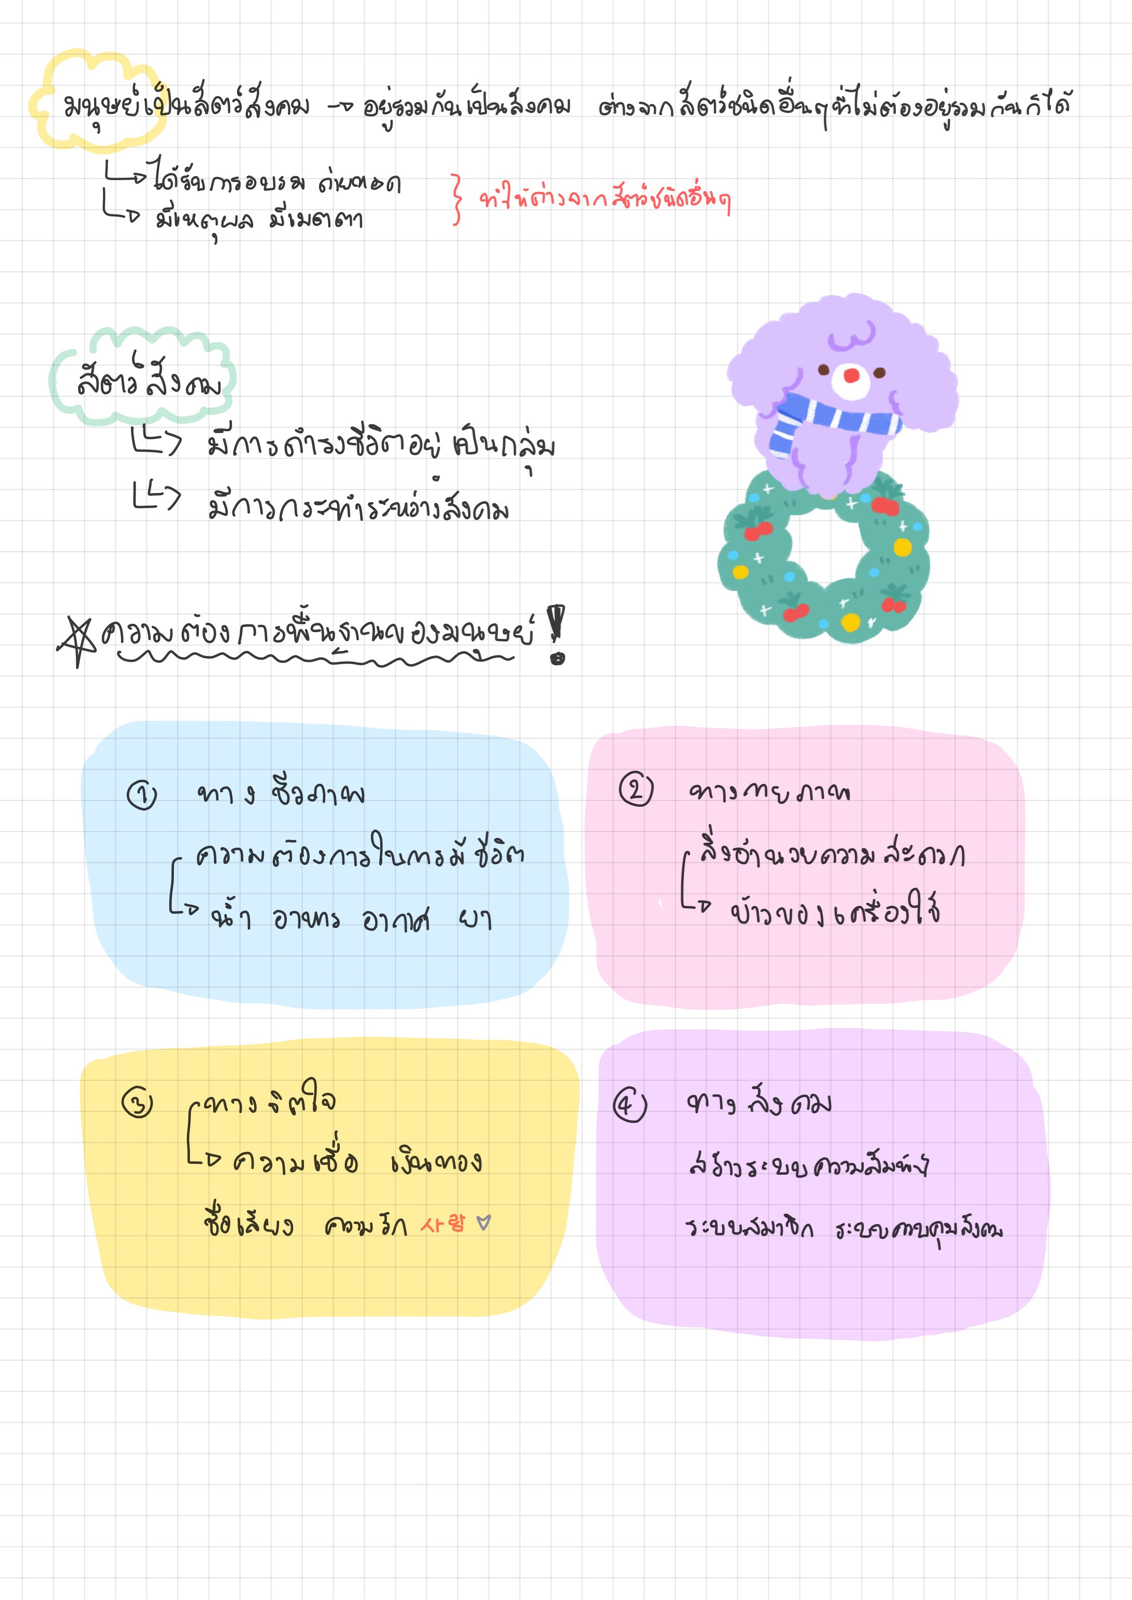 มนุษย์เป็นสัตว์สังคม → อยู่รวมกันเป็นสังคม ต่างจากสัตว์ชนิดอื่นๆที่ไม่ต้องอยู่รวมกันก็ได้
ได้รับการอบรม ถ่ายทอด
มีเหตุผล มีเมตตา
ทำให้ต่างจากสัตว์ชนิดอื่นๆ
สัตว์สังคม
มีการดำรงชีวิตอยู่เป็นกลุ่ม
มีการกระทำระหว่างสังคม
ความต้องการพื้นฐานของมนุษย์!
① ทางชีวภาพ
ความต้องการในการมีชีวิต
น้ำ อาหาร อากาศ ยา
② ทางกายภาพ
สิ่งอำนวยความสะดวก
ข้าวของเครื่องใช้
③ ทางจิตใจ
ความเชื่อ เงินทอง
ชื่อเสียง ความรัก 사랑
④ ทางสังคม
สร้างระบบความสัมพันธ์
ระบบสมาชิก ระบบควบคุมสังคม